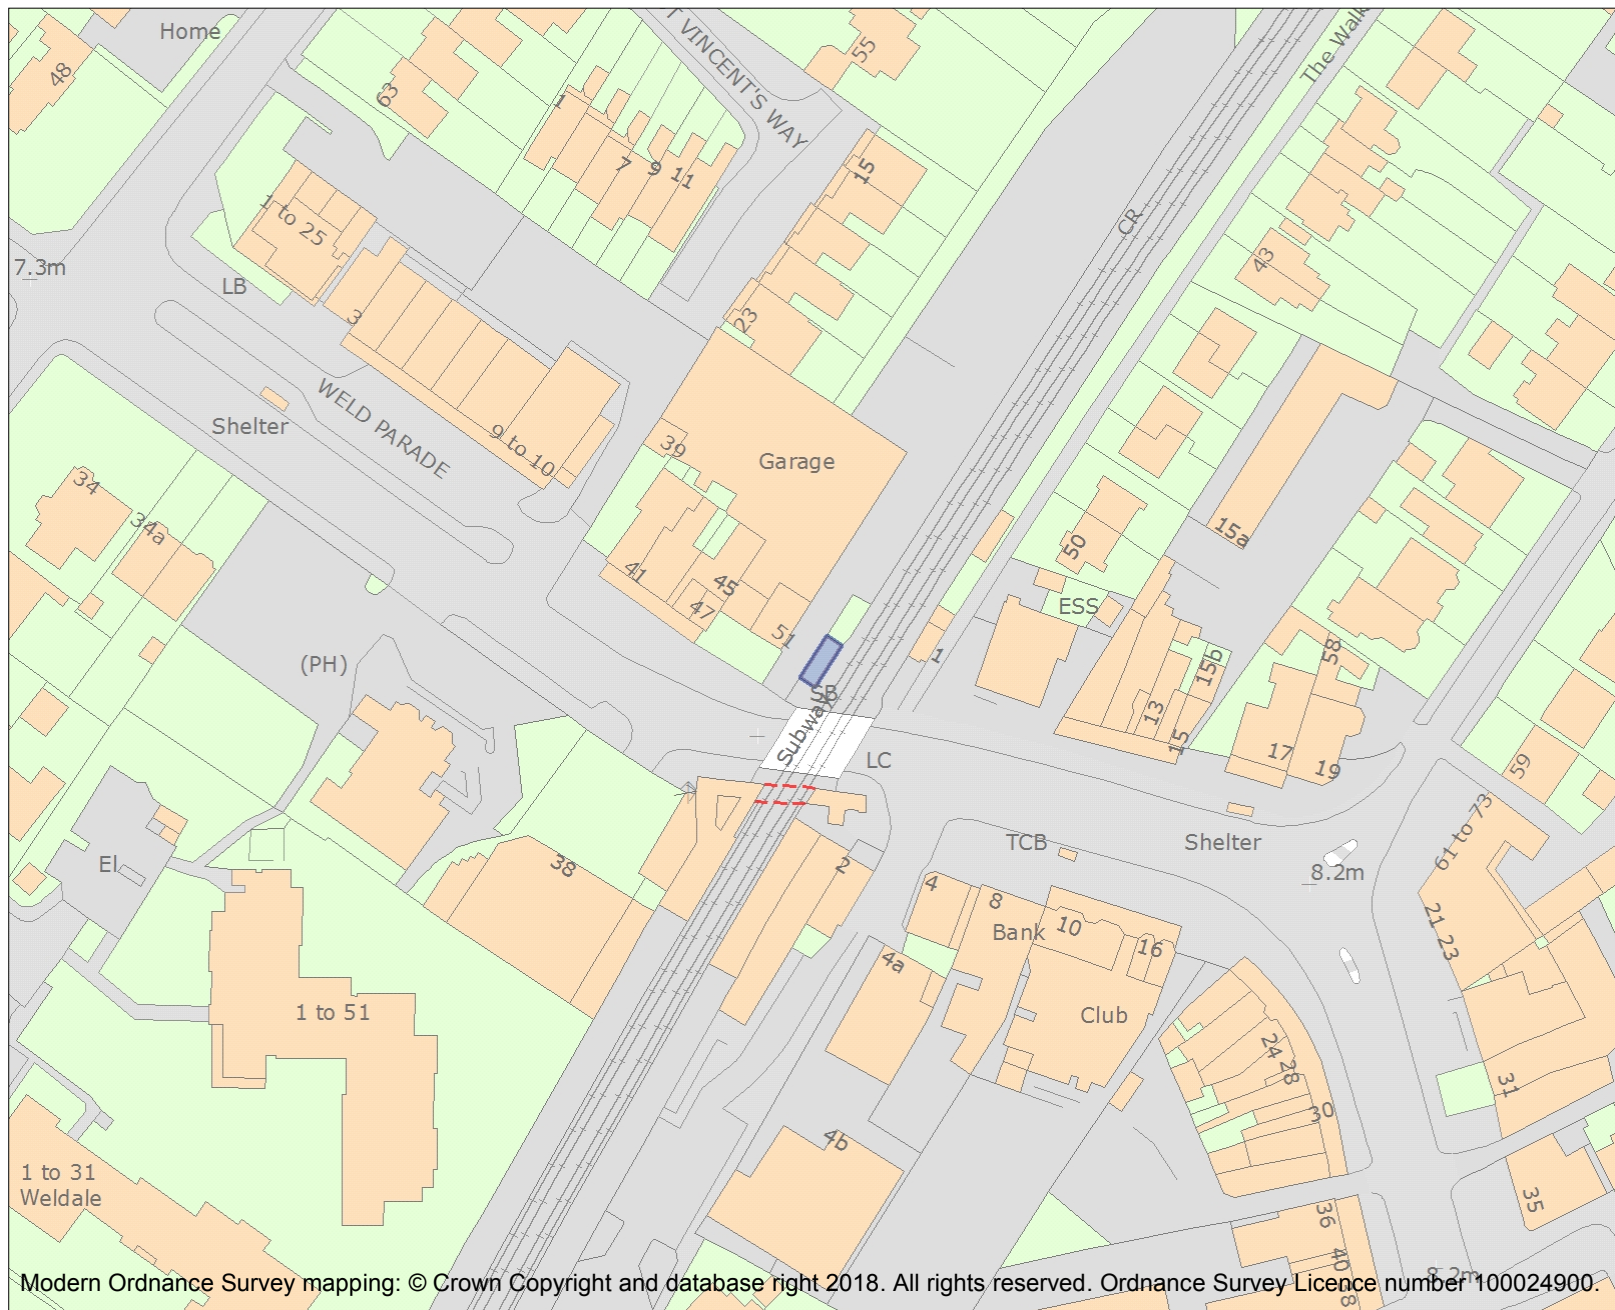 Home
48
63
1
7
9
11
ST VINCENT'S WAY
55
The Walk
15
1 to 25
CR
43
7.3m
LB
3
23
WELD PARADE
Shelter
9 to 10
39
Garage
34
34a
50
15a
41
45
47
51
ESS
1
58
15b
(PH)
SB
Subway
13
15
LC
17
19
59
61 to 73
El
38
2
TCB
Shelter
8.2m
4
8
Bank
10
16
21
23
4a
1 to 51
Club
24
28
30
31
4b
1 to 31
Weldale
35
36
40
58
8.2m
Modern Ordnance Survey mapping: © Crown Copyright and database right 2018. All rights reserved. Ordnance Survey Licence number 100024900.